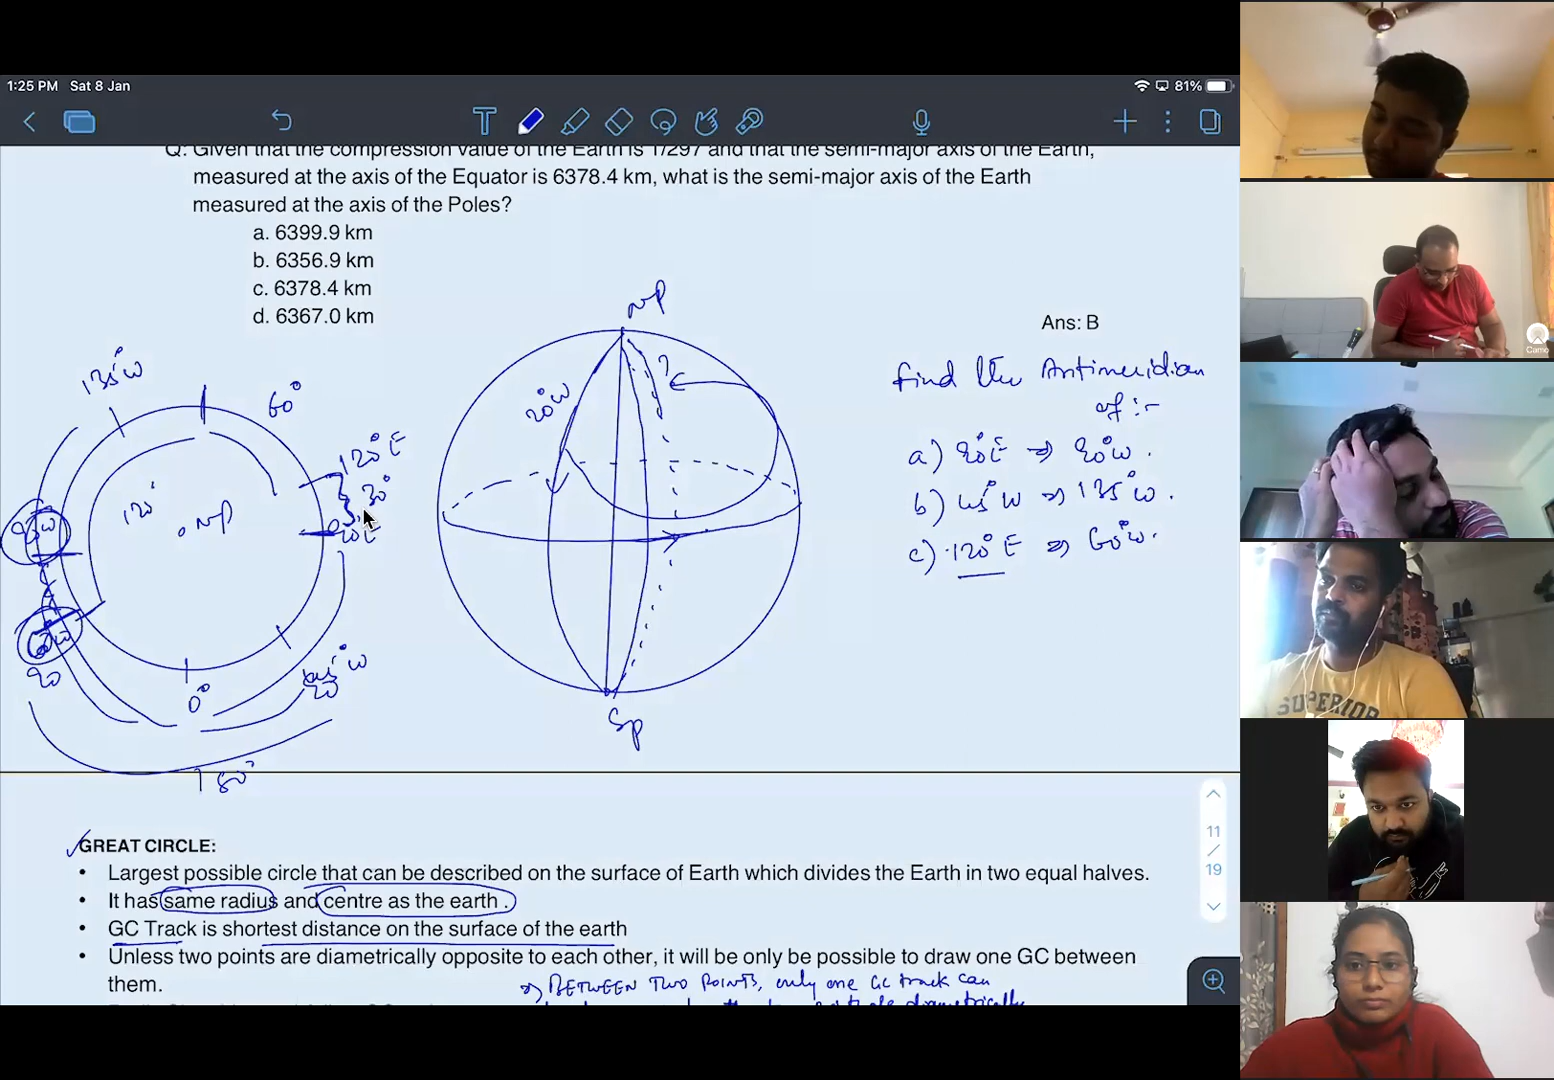 1:25 PM Sat 8 Jan
81%
Q: Given that the compression value of the Earth is 1/297 and that the semi-major axis of the Earth,
measured at the axis of the Equator is 6378.4 km, what is the semi-major axis of the Earth
measured at the axis of the Poles?
a. 6399.9 km
b. 6356.9 km
c. 6378.4 km
d. 6367.0 km
Ans: B
NP
find the Antimeridian
of :-
a) 90°E ⇒ 90°W.
b) 45°W ⇒ 135°W.
c) 120°E ⇒ 60°W.
135°W
60°
20°W
?
120°E
30°
120°
NP
90W
60W
90
0°
180°
SP
GREAT CIRCLE:
• Largest possible circle that can be described on the surface of Earth which divides the Earth in two equal halves.
• It has same radius and centre as the earth .
• GC Track is shortest distance on the surface of the earth
• Unless two points are diametrically opposite to each other, it will be only be possible to draw one GC between
them.
⇒ BETWEEN TWO POINTS, only one GC track can
diametrically
11
/
19
Camo
SUPERIOR